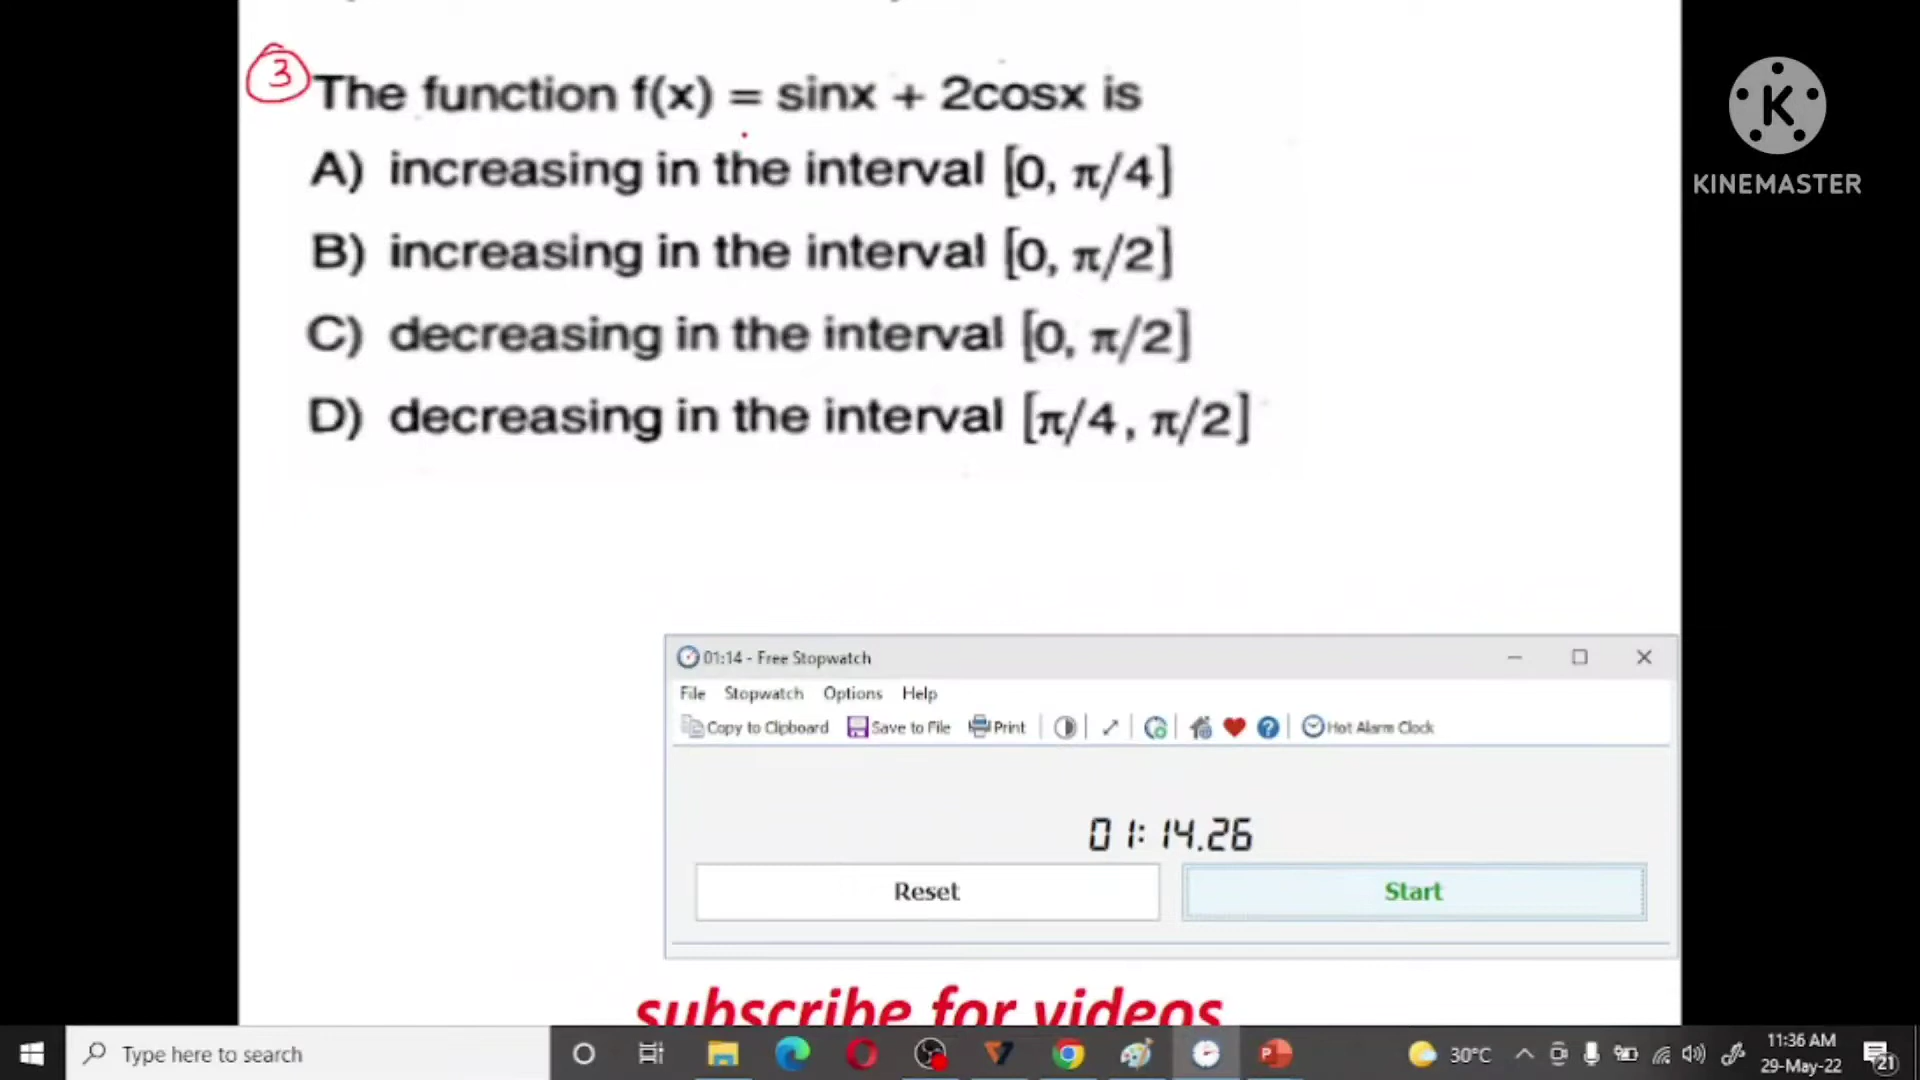 3 The function f(x) = sinx + 2cosx is
A) increasing in the interval [0, π/4]
B) increasing in the interval [0, π/2]
C) decreasing in the interval [0, π/2]
D) decreasing in the interval [π/4, π/2]
K
KINEMASTER
01:14 - Free Stopwatch
File Stopwatch Options Help
Copy to Clipboard Save to File Print Hot Alarm Clock
01:14.26
Reset Start
subscribe for videos
Type here to search
30°C
11:36 AM
29-May-22
21